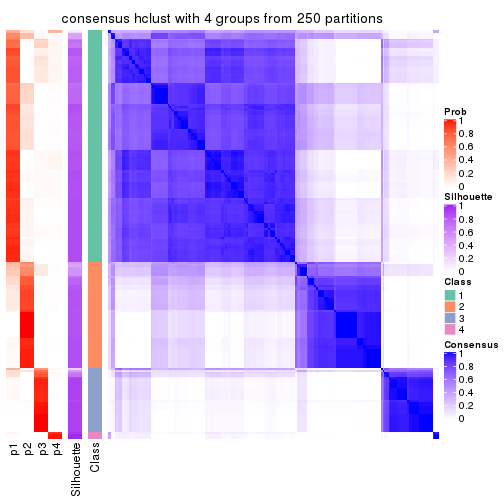 consensus hclust with 4 groups from 250 partitions
Prob
1
0.8
0.6
0.4
0.2
0
Silhouette
1
0.8
0.6
0.4
0.2
0
Class
1
2
3
4
Consensus
1
0.8
0.6
0.4
0.2
0
p1
p2
p3
p4
Silhouette
Class